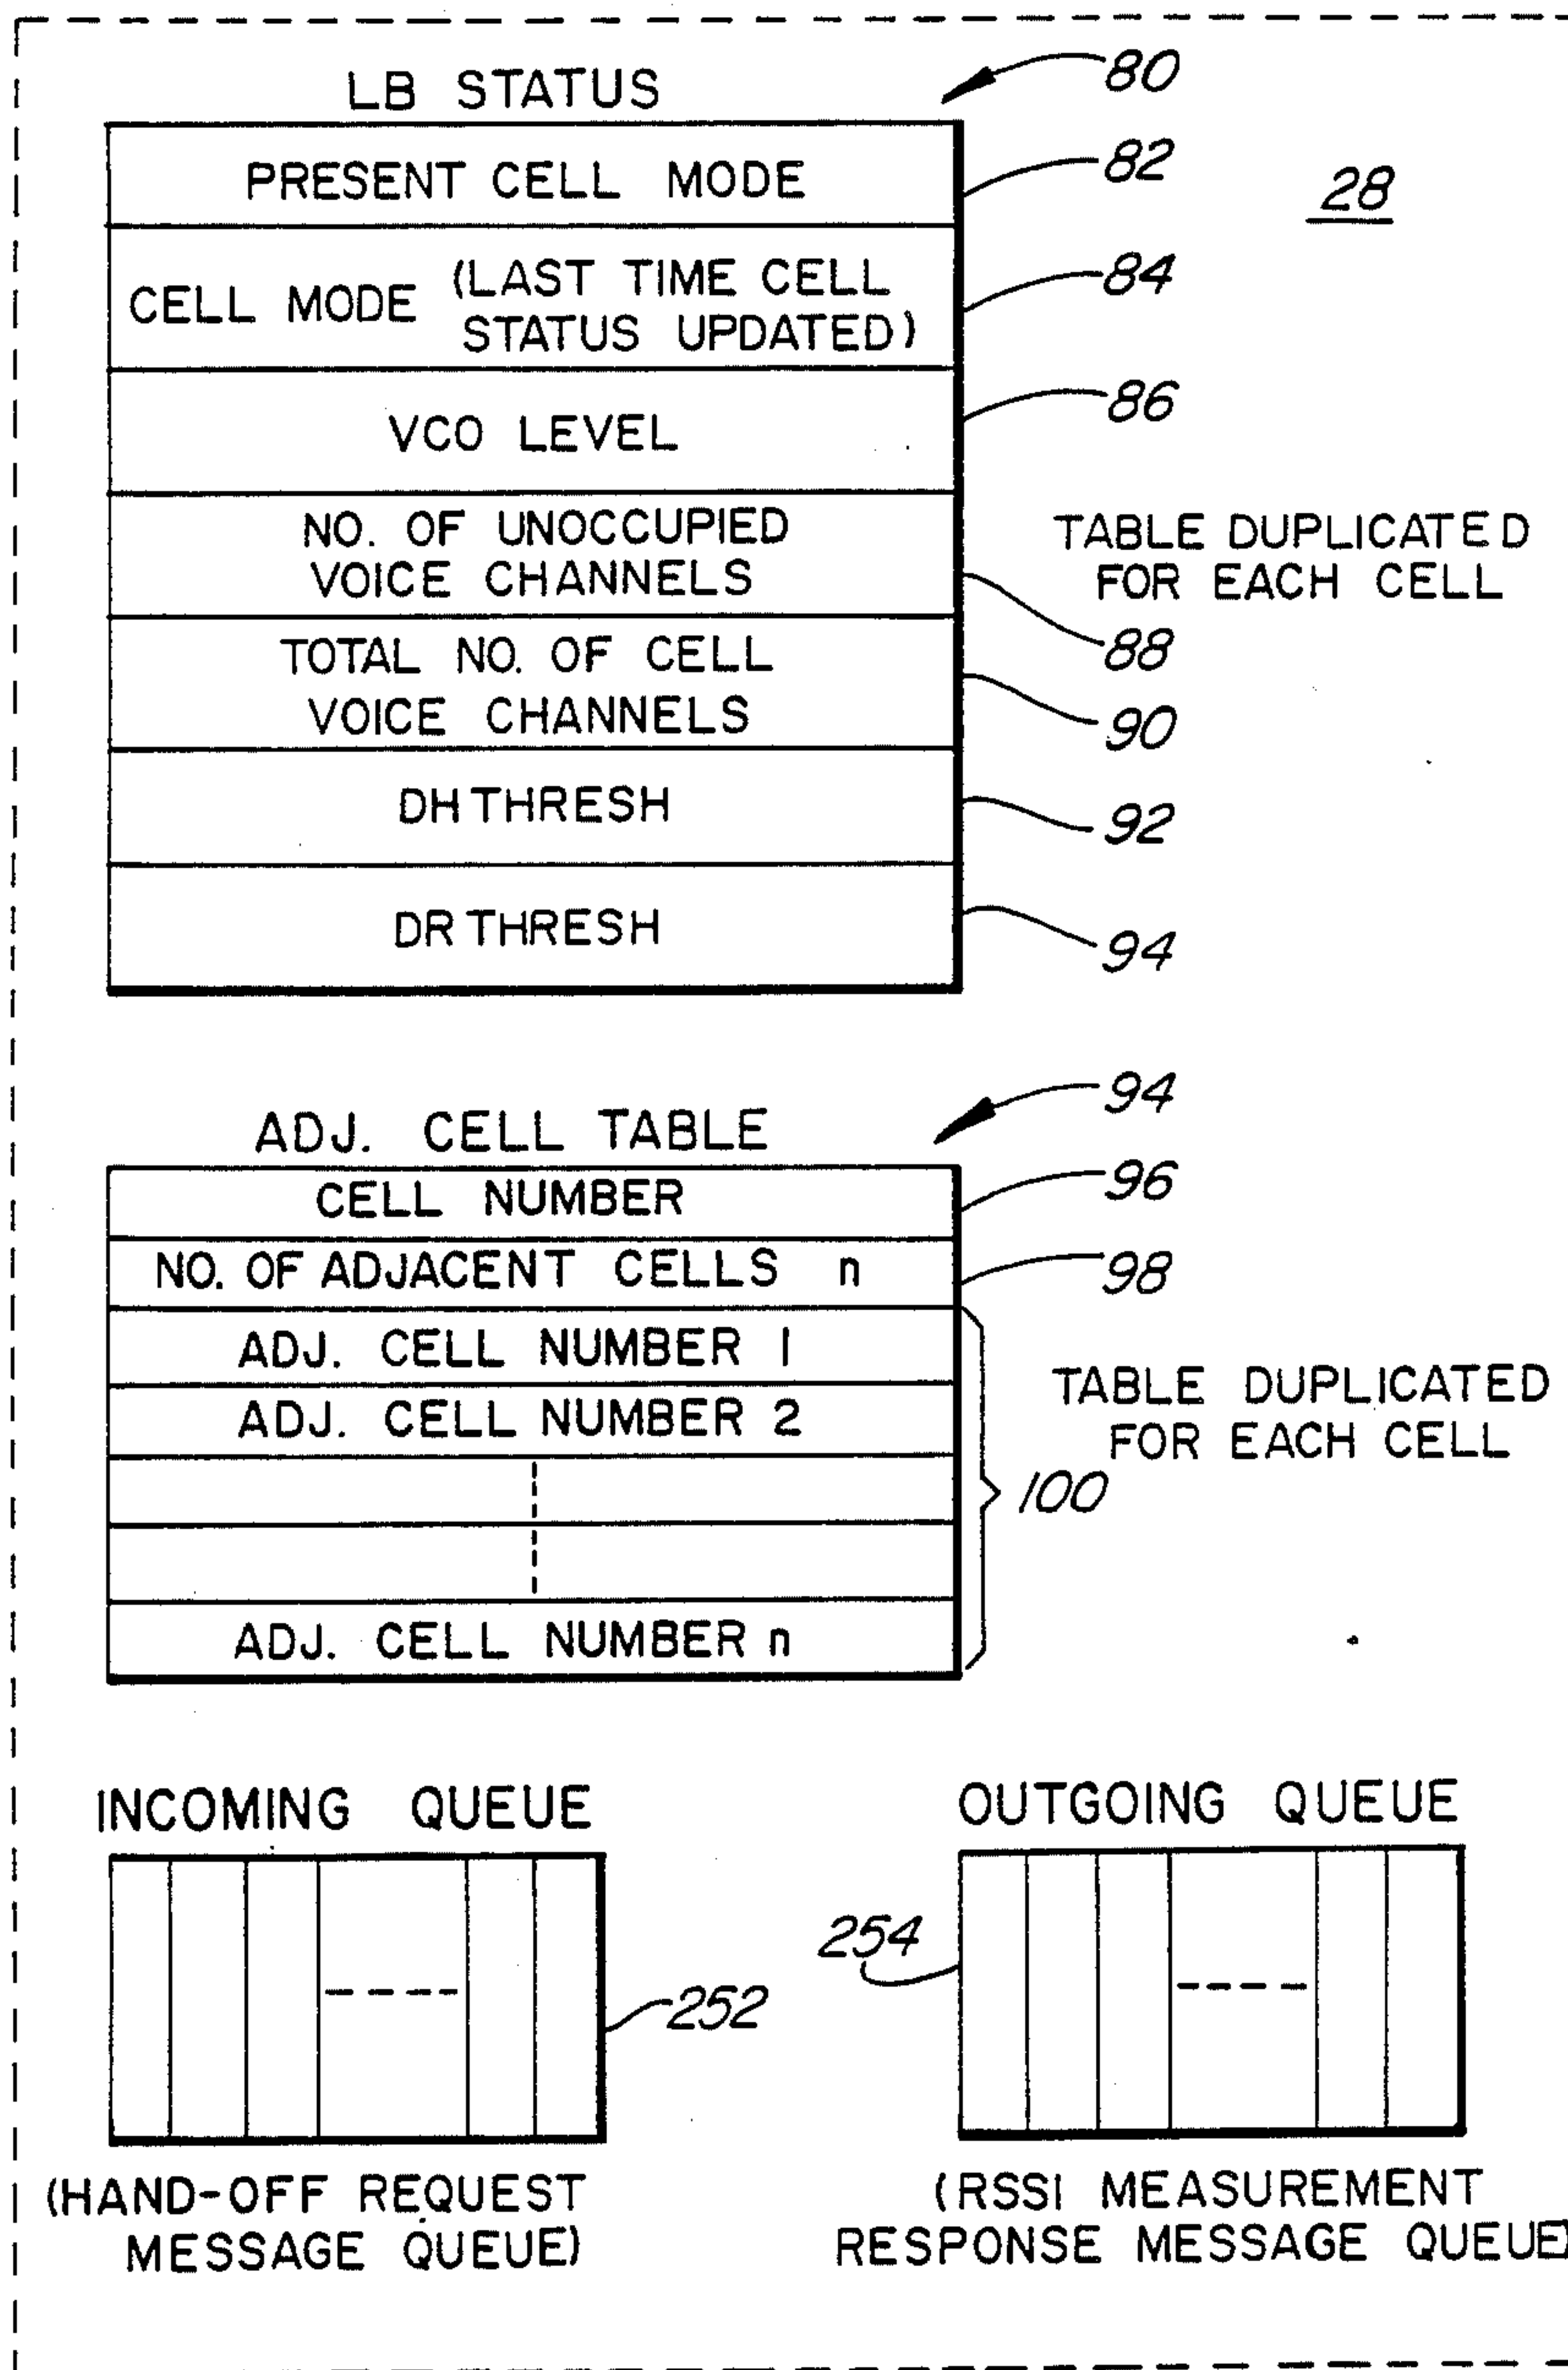 LB STATUS
80
PRESENT CELL MODE
82
28
CELL MODE (LAST TIME CELL
STATUS UPDATED)
84
VCO LEVEL
86
NO. OF UNOCCUPIED
VOICE CHANNELS
TABLE DUPLICATED
FOR EACH CELL
88
TOTAL NO. OF CELL
VOICE CHANNELS
90
DH THRESH
92
DR THRESH
94
ADJ. CELL TABLE
94
CELL NUMBER
96
NO. OF ADJACENT CELLS n
98
ADJ. CELL NUMBER 1
ADJ. CELL NUMBER 2
TABLE DUPLICATED
FOR EACH CELL
100
ADJ. CELL NUMBER n
INCOMING QUEUE
252
(HAND-OFF REQUEST
MESSAGE QUEUE)
OUTGOING QUEUE
254
(RSSI MEASUREMENT
RESPONSE MESSAGE QUEUE)